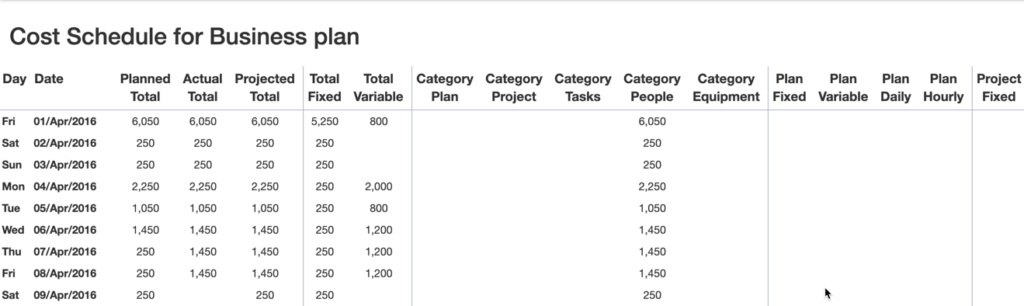 Cost Schedule for Business plan
Day Date Planned Total Actual Total Projected Total Total Fixed Total Variable Category Plan Category Project Category Tasks Category People Category Equipment Plan Fixed Plan Variable Plan Daily Plan Hourly Project Fixed
Fri 01/Apr/2016 6,050 6,050 6,050 5,250 800 6,050
Sat 02/Apr/2016 250 250 250 250 250
Sun 03/Apr/2016 250 250 250 250 250
Mon 04/Apr/2016 2,250 2,250 2,250 250 2,000 2,250
Tue 05/Apr/2016 1,050 1,050 1,050 250 800 1,050
Wed 06/Apr/2016 1,450 1,450 1,450 250 1,200 1,450
Thu 07/Apr/2016 250 1,450 1,450 250 1,200 1,450
Fri 08/Apr/2016 250 1,450 1,450 250 1,200 1,450
Sat 09/Apr/2016 250 250 250 250